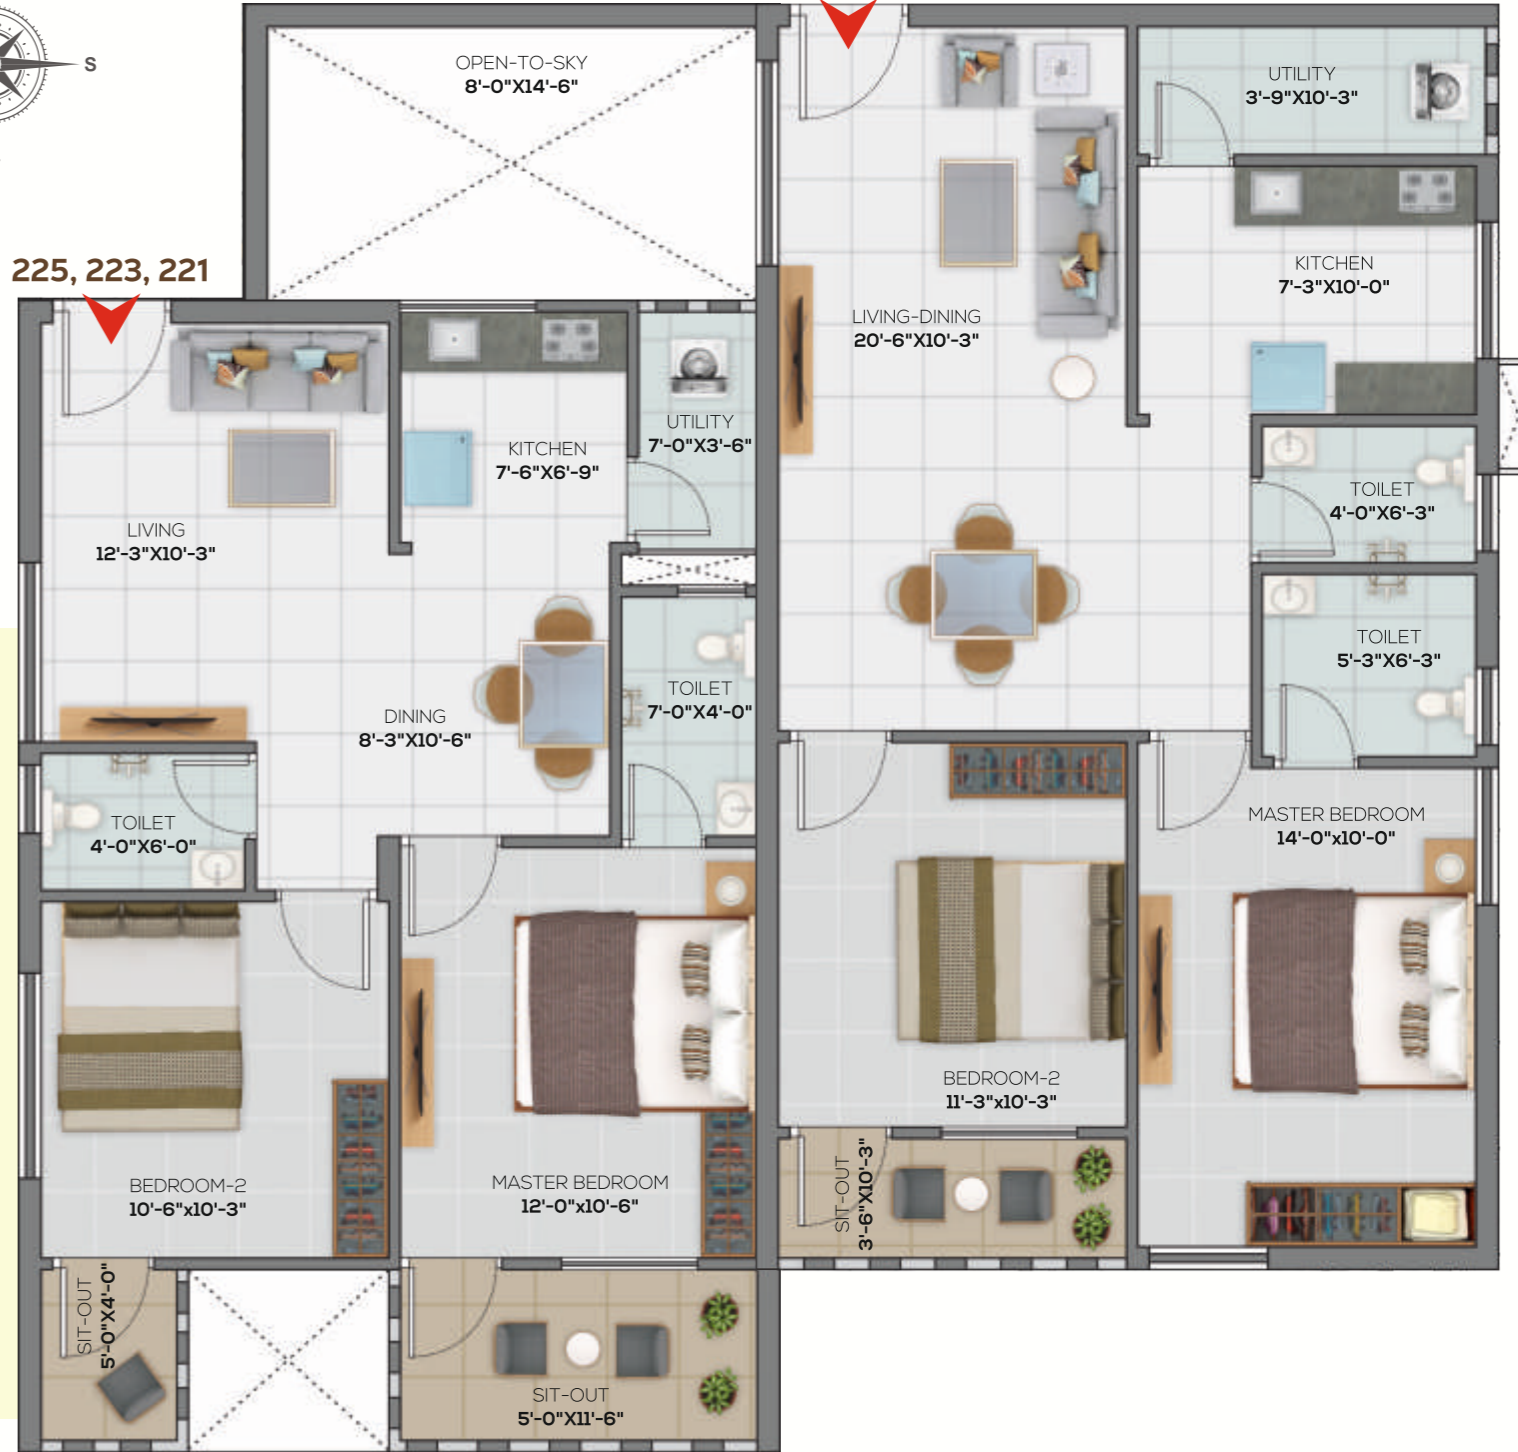 S
OPEN-TO-SKY
8'-0"X14'-6"
UTILITY
3'-9"X10'-3"
225, 223, 221
KITCHEN
7'-3"X10'-0"
LIVING-DINING
20'-6"X10'-3"
UTILITY
7'-0"X3'-6"
KITCHEN
7'-6"X6'-9"
LIVING
12'-3"X10'-3"
TOILET
4'-0"X6'-3"
TOILET
5'-3"X6'-3"
TOILET
7'-0"X4'-0"
DINING
8'-3"X10'-6"
TOILET
4'-0"X6'-0"
MASTER BEDROOM
14'-0"x10'-0"
BEDROOM-2
11'-3"x10'-3"
BEDROOM-2
10'-6"x10'-3"
MASTER BEDROOM
12'-0"x10'-6"
SIT-OUT
3'-6"X10'-3"
SIT-OUT
5'-0"X4'-0"
SIT-OUT
5'-0"X11'-6"